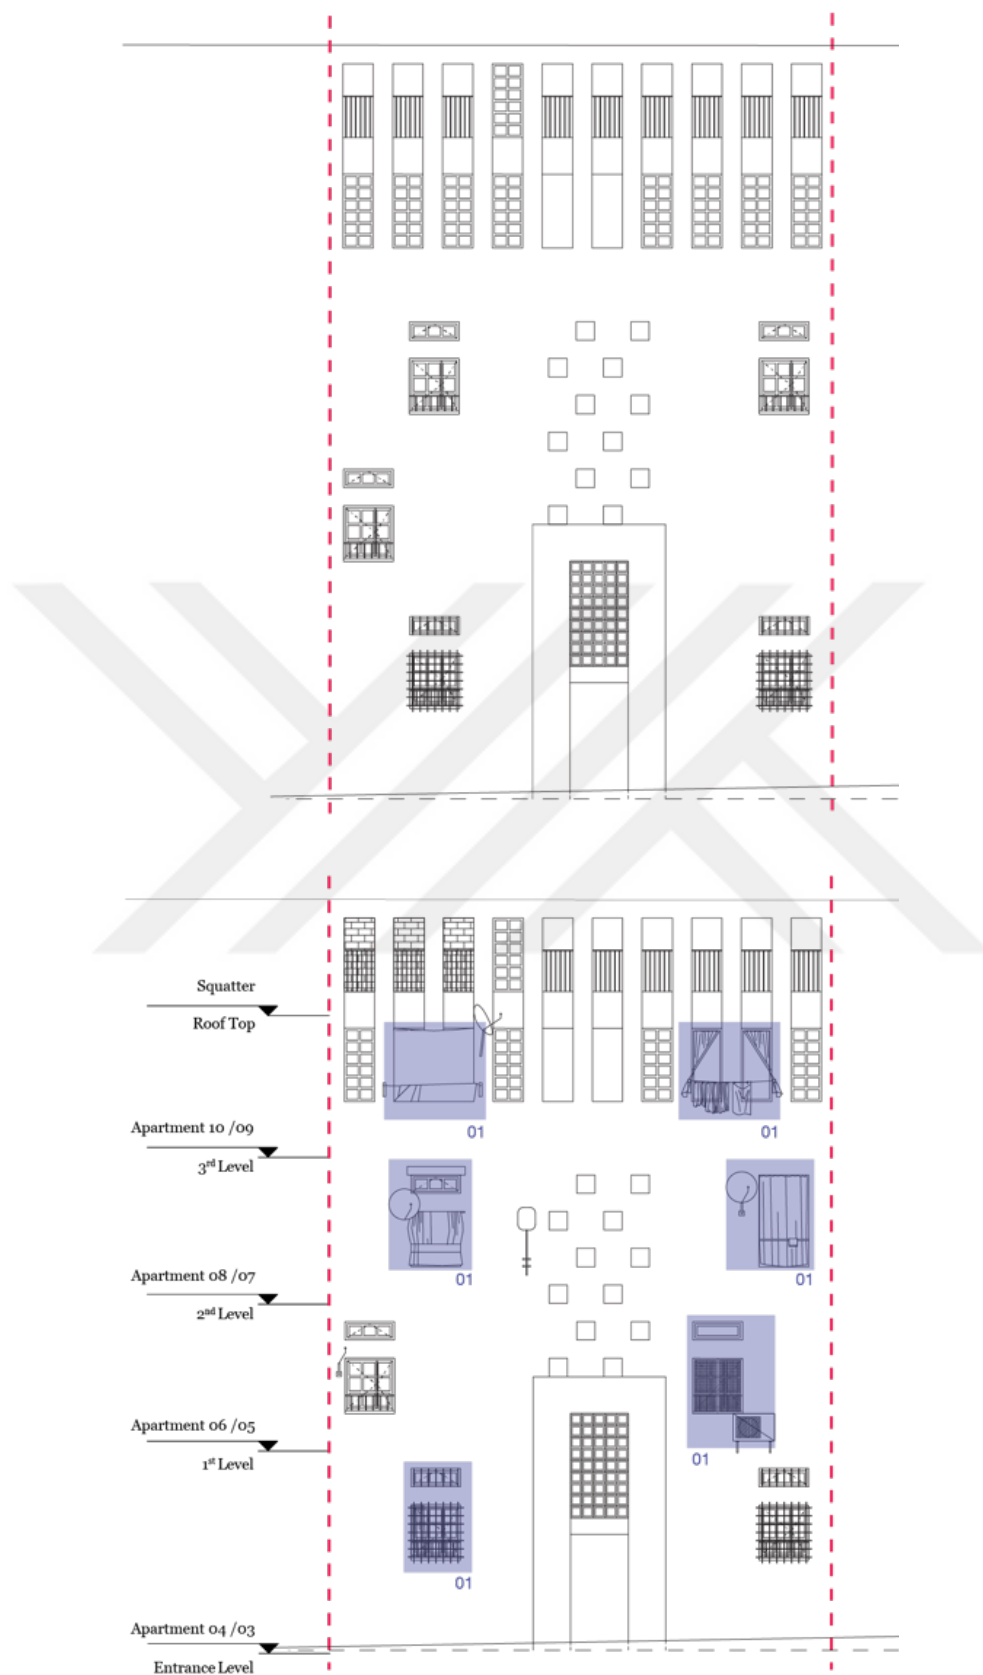 Squatter
Roof Top
01
01
Apartment 10 /09
3rd Level
01
01
Apartment 08 /07
2nd Level
Apartment 06 /05
1st Level
01
01
Apartment 04 /03
Entrance Level